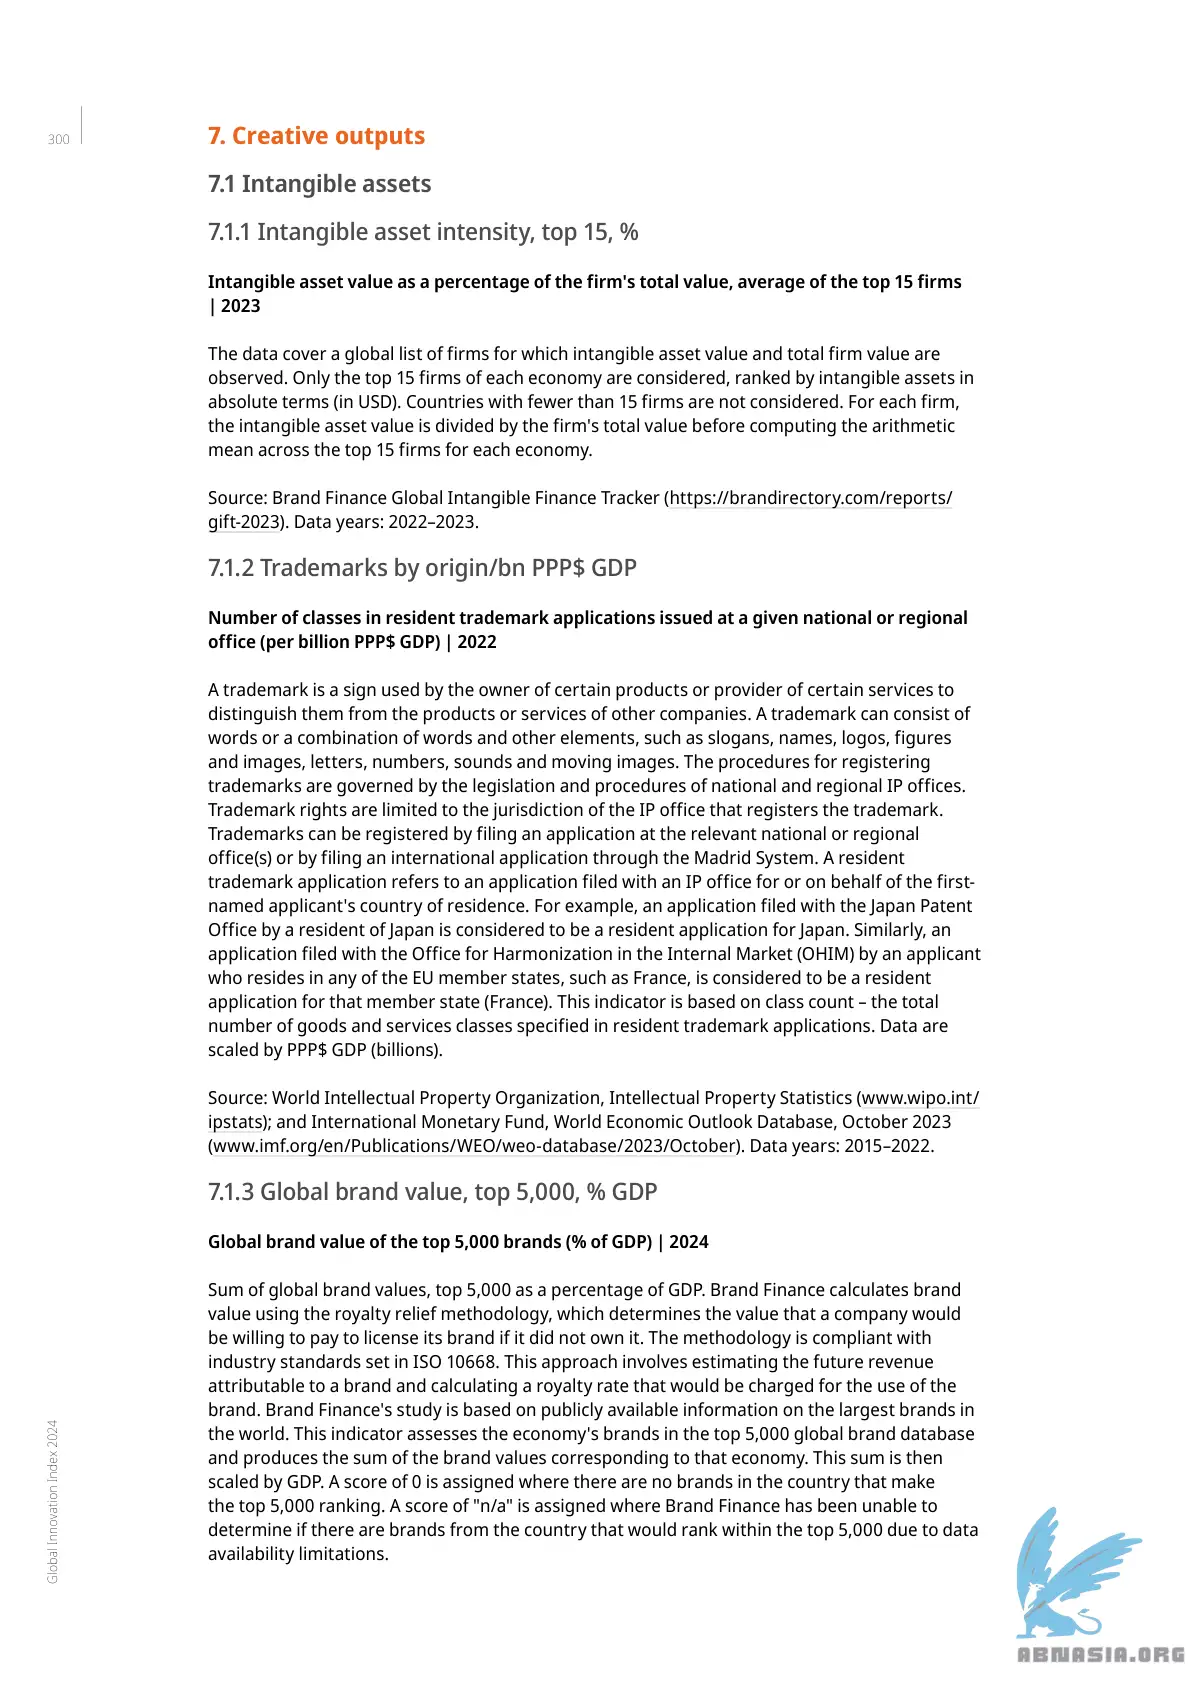 300
7. Creative outputs
7.1 Intangible assets
7.1.1 Intangible asset intensity, top 15, %
Intangible asset value as a percentage of the firm's total value, average of the top 15 firms
| 2023
The data cover a global list of firms for which intangible asset value and total firm value are
observed. Only the top 15 firms of each economy are considered, ranked by intangible assets in
absolute terms (in USD). Countries with fewer than 15 firms are not considered. For each firm,
the intangible asset value is divided by the firm's total value before computing the arithmetic
mean across the top 15 firms for each economy.
Source: Brand Finance Global Intangible Finance Tracker (https://brandirectory.com/reports/
gift-2023). Data years: 2022–2023.
7.1.2 Trademarks by origin/bn PPP$ GDP
Number of classes in resident trademark applications issued at a given national or regional
office (per billion PPP$ GDP) | 2022
A trademark is a sign used by the owner of certain products or provider of certain services to
distinguish them from the products or services of other companies. A trademark can consist of
words or a combination of words and other elements, such as slogans, names, logos, figures
and images, letters, numbers, sounds and moving images. The procedures for registering
trademarks are governed by the legislation and procedures of national and regional IP offices.
Trademark rights are limited to the jurisdiction of the IP office that registers the trademark.
Trademarks can be registered by filing an application at the relevant national or regional
office(s) or by filing an international application through the Madrid System. A resident
trademark application refers to an application filed with an IP office for or on behalf of the first-
named applicant's country of residence. For example, an application filed with the Japan Patent
Office by a resident of Japan is considered to be a resident application for Japan. Similarly, an
application filed with the Office for Harmonization in the Internal Market (OHIM) by an applicant
who resides in any of the EU member states, such as France, is considered to be a resident
application for that member state (France). This indicator is based on class count – the total
number of goods and services classes specified in resident trademark applications. Data are
scaled by PPP$ GDP (billions).
Source: World Intellectual Property Organization, Intellectual Property Statistics (www.wipo.int/
ipstats); and International Monetary Fund, World Economic Outlook Database, October 2023
(www.imf.org/en/Publications/WEO/weo-database/2023/October). Data years: 2015–2022.
7.1.3 Global brand value, top 5,000, % GDP
Global brand value of the top 5,000 brands (% of GDP) | 2024
Sum of global brand values, top 5,000 as a percentage of GDP. Brand Finance calculates brand
value using the royalty relief methodology, which determines the value that a company would
be willing to pay to license its brand if it did not own it. The methodology is compliant with
industry standards set in ISO 10668. This approach involves estimating the future revenue
attributable to a brand and calculating a royalty rate that would be charged for the use of the
brand. Brand Finance's study is based on publicly available information on the largest brands in
the world. This indicator assesses the economy's brands in the top 5,000 global brand database
and produces the sum of the brand values corresponding to that economy. This sum is then
scaled by GDP. A score of 0 is assigned where there are no brands in the country that make
the top 5,000 ranking. A score of "n/a" is assigned where Brand Finance has been unable to
determine if there are brands from the country that would rank within the top 5,000 due to data
availability limitations.
Global Innovation Index 2024
ABNASIA.ORG